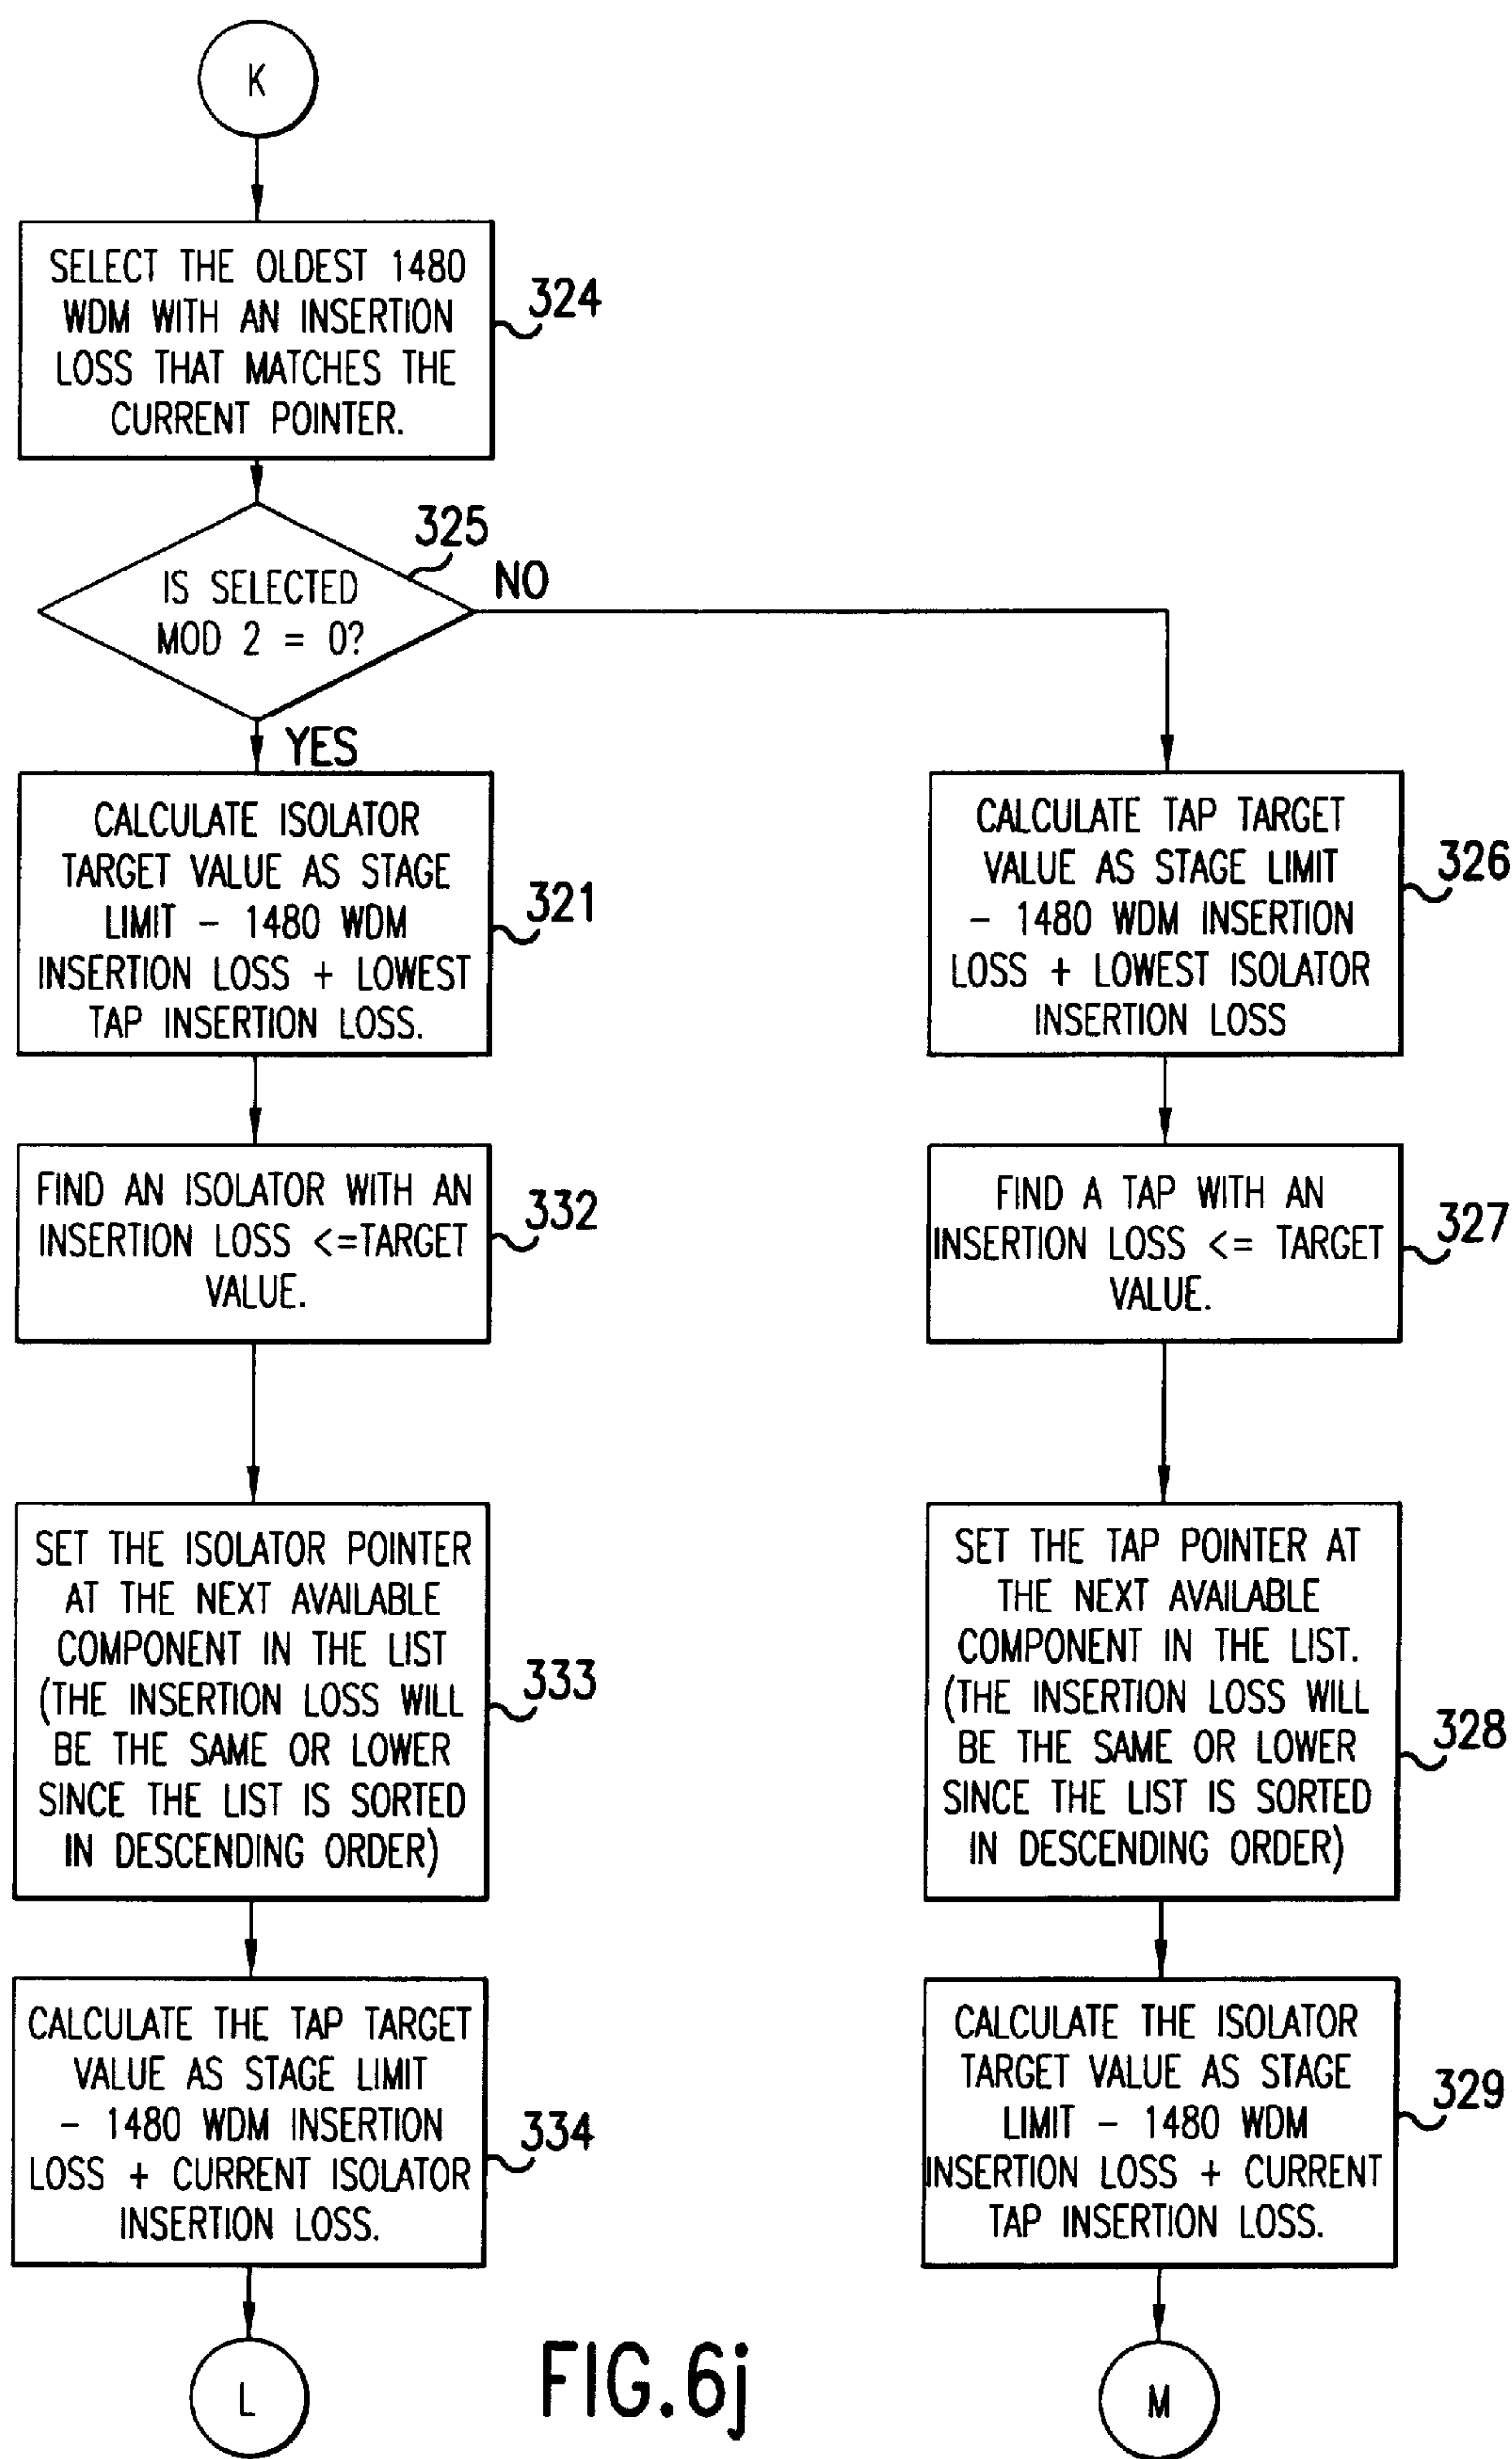 K
SELECT THE OLDEST 1480
WDM WITH AN INSERTION
LOSS THAT MATCHES THE
CURRENT POINTER.
324
325
IS SELECTED
MOD 2 = 0?
NO
YES
CALCULATE ISOLATOR
TARGET VALUE AS STAGE
LIMIT – 1480 WDM
INSERTION LOSS + LOWEST
TAP INSERTION LOSS.
321
FIND AN ISOLATOR WITH AN
INSERTION LOSS <=TARGET
VALUE.
332
SET THE ISOLATOR POINTER
AT THE NEXT AVAILABLE
COMPONENT IN THE LIST
(THE INSERTION LOSS WILL
BE THE SAME OR LOWER
SINCE THE LIST IS SORTED
IN DESCENDING ORDER)
333
CALCULATE THE TAP TARGET
VALUE AS STAGE LIMIT
– 1480 WDM INSERTION
LOSS + CURRENT ISOLATOR
INSERTION LOSS.
334
L
CALCULATE TAP TARGET
VALUE AS STAGE LIMIT
– 1480 WDM INSERTION
LOSS + LOWEST ISOLATOR
INSERTION LOSS
326
FIND A TAP WITH AN
INSERTION LOSS <= TARGET
VALUE.
327
SET THE TAP POINTER AT
THE NEXT AVAILABLE
COMPONENT IN THE LIST.
(THE INSERTION LOSS WILL
BE THE SAME OR LOWER
SINCE THE LIST IS SORTED
IN DESCENDING ORDER)
328
CALCULATE THE ISOLATOR
TARGET VALUE AS STAGE
LIMIT – 1480 WDM
INSERTION LOSS + CURRENT
TAP INSERTION LOSS.
329
M
FIG.6j